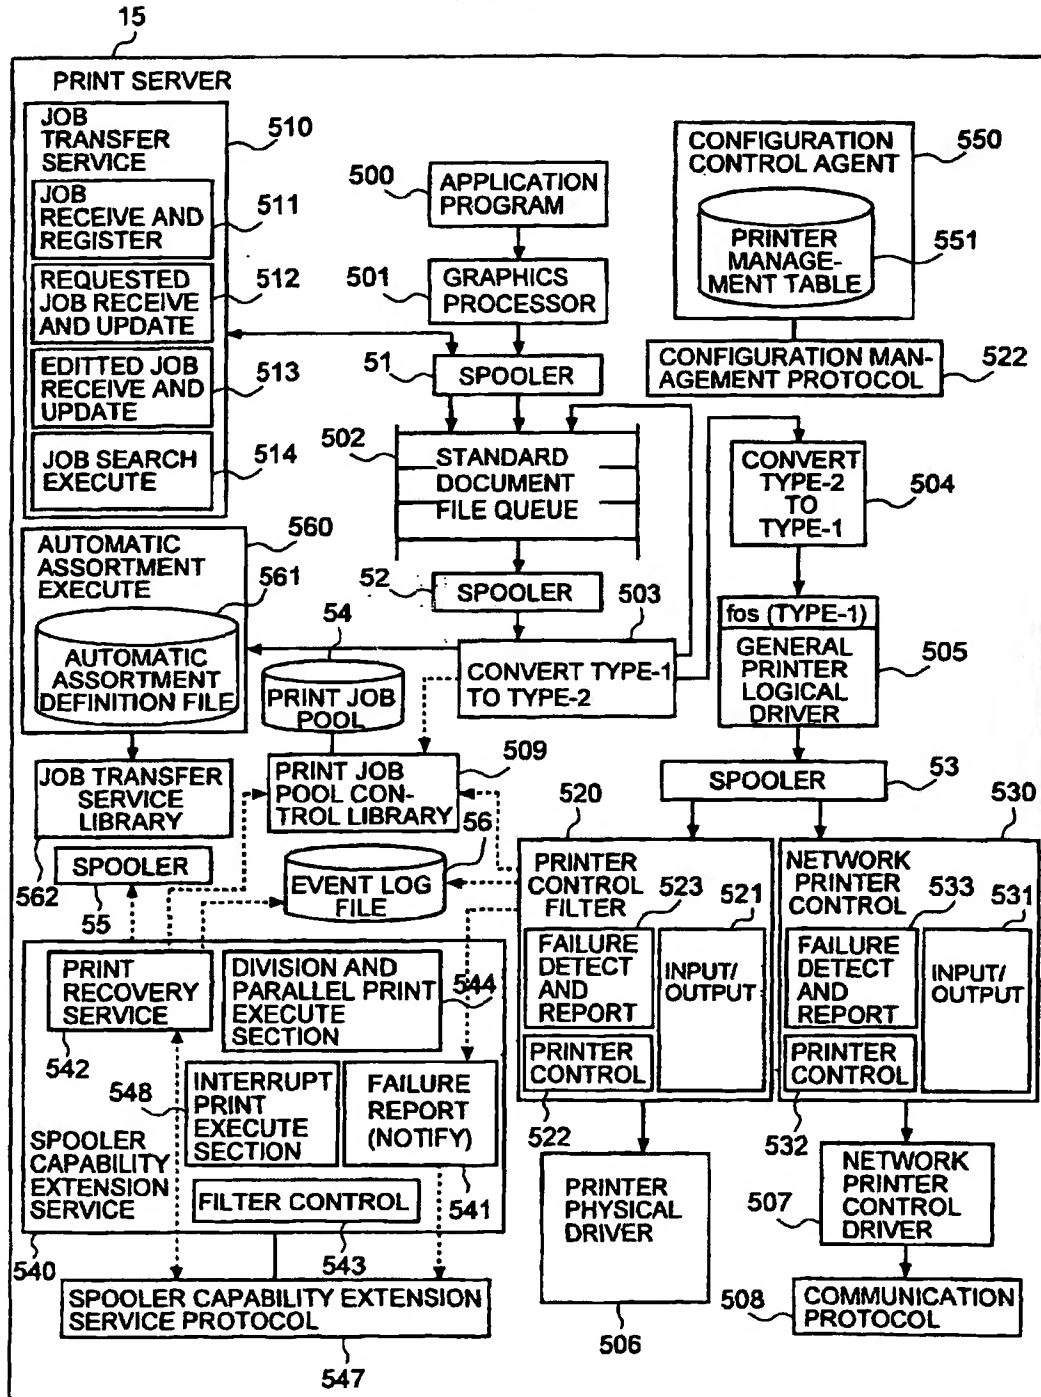 15
PRINT SERVER
JOB
TRANSFER
SERVICE
510
JOB
RECEIVE AND
REGISTER
511
REQUESTED
JOB RECEIVE
AND UPDATE
512
EDITTED JOB
RECEIVE AND
UPDATE
513
JOB SEARCH
EXECUTE
514
500
APPLICATION
PROGRAM
501
GRAPHICS
PROCESSOR
51
SPOOLER
502
STANDARD
DOCUMENT
FILE QUEUE
52
SPOOLER
503
CONVERT TYPE-1
TO TYPE-2
CONFIGURATION
CONTROL AGENT
550
PRINTER
MANAGE-
MENT TABLE
551
CONFIGURATION MAN-
AGEMENT PROTOCOL
522
CONVERT
TYPE-2
TO
TYPE-1
504
fos (TYPE-1)
GENERAL
PRINTER
LOGICAL
DRIVER
505
SPOOLER
53
AUTOMATIC
ASSORTMENT
EXECUTE
560
561
AUTOMATIC
ASSORTMENT
DEFINITION FILE
54
PRINT JOB
POOL
JOB TRANSFER
SERVICE
LIBRARY
562
PRINT JOB
POOL CON-
TROL LIBRARY
509
SPOOLER
55
56
EVENT LOG
FILE
520
PRINTER
CONTROL
FILTER
523
521
FAILURE
DETECT
AND
REPORT
INPUT/
OUTPUT
PRINTER
CONTROL
522
530
NETWORK
PRINTER
CONTROL
533
531
FAILURE
DETECT
AND
REPORT
INPUT/
OUTPUT
PRINTER
CONTROL
532
PRINT
RECOVERY
SERVICE
542
DIVISION AND
PARALLEL PRINT
EXECUTE
SECTION
544
548
INTERRUPT
PRINT
EXECUTE
SECTION
FAILURE
REPORT
(NOTIFY)
541
SPOOLER
CAPABILITY
EXTENSION
SERVICE
540
FILTER CONTROL
543
SPOOLER CAPABILITY EXTENSION
SERVICE PROTOCOL
547
PRINTER
PHYSICAL
DRIVER
506
507
NETWORK
PRINTER
CONTROL
DRIVER
508
COMMUNICATION
PROTOCOL